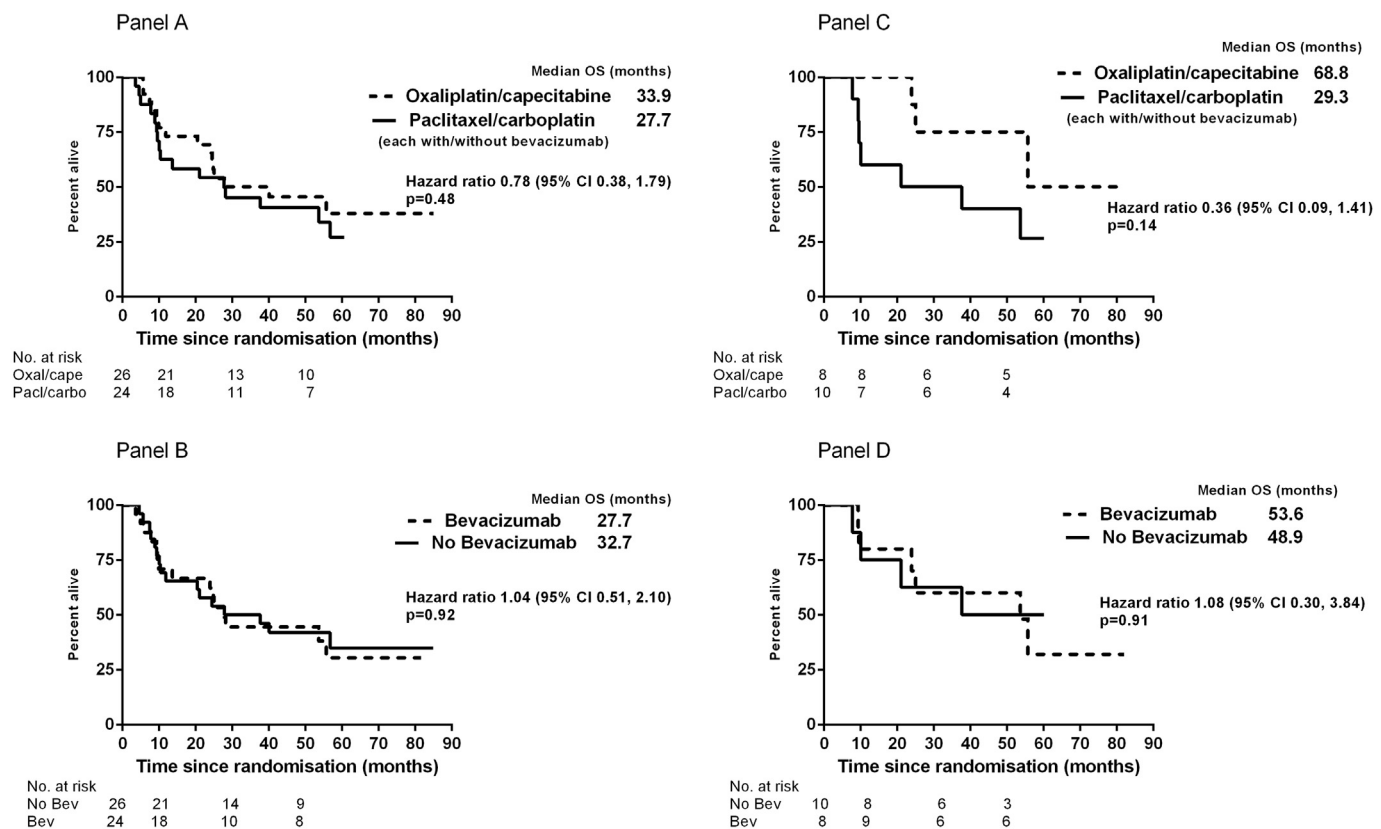 Panel A
Median OS (months)
Oxaliplatin/capecitabine 33.9
Paclitaxel/carboplatin 27.7
(each with/without bevacizumab)
Hazard ratio 0.78 (95% CI 0.38, 1.79)
p=0.48
Percent alive
100
75
50
25
0
0 10 20 30 40 50 60 70 80 90
Time since randomisation (months)
No. at risk
Oxal/cape 26 21 13 10
Pacl/carbo 24 18 11 7
Panel C
Median OS (months)
Oxaliplatin/capecitabine 68.8
Paclitaxel/carboplatin 29.3
(each with/without bevacizumab)
Hazard ratio 0.36 (95% CI 0.09, 1.41)
p=0.14
Percent alive
100
75
50
25
0
0 10 20 30 40 50 60 70 80 90
Time since randomisation (months)
No. at risk
Oxal/cape 8 8 6 5
Pacl/carbo 10 7 6 4
Panel B
Median OS (months)
Bevacizumab 27.7
No Bevacizumab 32.7
Hazard ratio 1.04 (95% CI 0.51, 2.10)
p=0.92
Percent alive
100
75
50
25
0
0 10 20 30 40 50 60 70 80 90
Time since randomisation (months)
No. at risk
No Bev 26 21 14 9
Bev 24 18 10 8
Panel D
Median OS (months)
Bevacizumab 53.6
No Bevacizumab 48.9
Hazard ratio 1.08 (95% CI 0.30, 3.84)
p=0.91
Percent alive
100
75
50
25
0
0 10 20 30 40 50 60 70 80 90
Time since randomisation (months)
No. at risk
No Bev 10 8 6 3
Bev 8 9 6 6